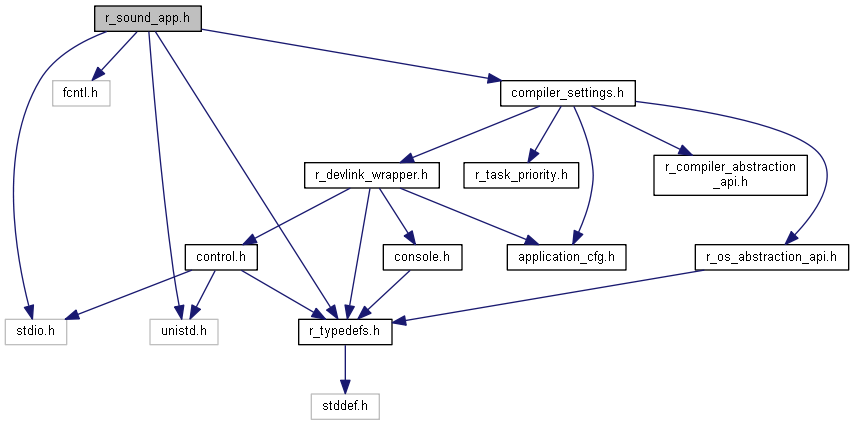 r_sound_app.h
fcntl.h
compiler_settings.h
r_devlink_wrapper.h
r_task_priority.h
r_compiler_abstraction
_api.h
control.h
console.h
application_cfg.h
r_os_abstraction_api.h
stdio.h
unistd.h
r_typedefs.h
stddef.h